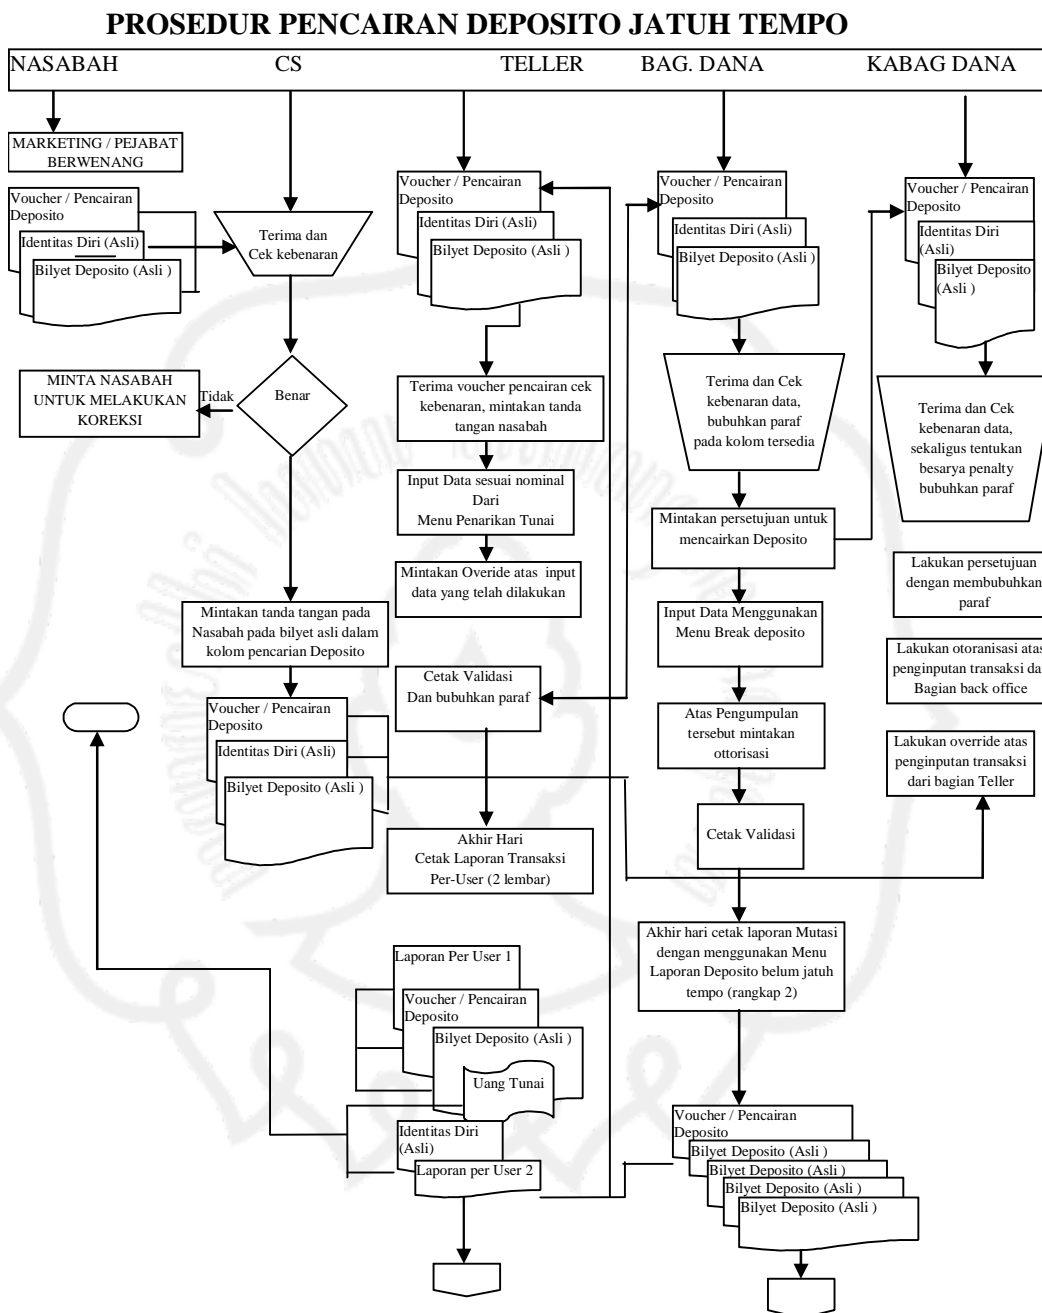 PROSEDUR PENCAIRAN DEPOSITO JATUH TEMPO
NASABAH
CS
TELLER
BAG. DANA
KABAG DANA
MARKETING / PEJABAT
BERWENANG
Voucher / Pencairan
Deposito
Identitas Diri (Asli)
Bilyet Deposito (Asli )
MINTA NASABAH
UNTUK MELAKUKAN
KOREKSI
Tidak
Terima dan
Cek kebenaran
Benar
Mintakan tanda tangan pada
Nasabah pada bilyet asli dalam
kolom pencarian Deposito
Voucher / Pencairan
Deposito
Identitas Diri (Asli)
Bilyet Deposito (Asli )
Voucher / Pencairan
Deposito
Identitas Diri (Asli)
Bilyet Deposito (Asli )
Terima voucher pencairan cek
kebenaran, mintakan tanda
tangan nasabah
Input Data sesuai nominal
Dari
Menu Penarikan Tunai
Mintakan Overide atas input
data yang telah dilakukan
Cetak Validasi
Dan bubuhkan paraf
Akhir Hari
Cetak Laporan Transaksi
Per-User (2 lembar)
Laporan Per User 1
Voucher / Pencairan
Deposito
Bilyet Deposito (Asli )
Uang Tunai
Identitas Diri
(Asli)
Laporan per User 2
Voucher / Pencairan
Deposito
Identitas Diri (Asli)
Bilyet Deposito (Asli )
Terima dan Cek
kebenaran data,
bubuhkan paraf
pada kolom tersedia
Mintakan persetujuan untuk
mencairkan Deposito
Input Data Menggunakan
Menu Break deposito
Atas Pengumpulan
tersebut mintakan
ottorisasi
Cetak Validasi
Akhir hari cetak laporan Mutasi
dengan menggunakan Menu
Laporan Deposito belum jatuh
tempo (rangkap 2)
Voucher / Pencairan
Deposito
Bilyet Deposito (Asli )
Bilyet Deposito (Asli )
Bilyet Deposito (Asli )
Bilyet Deposito (Asli )
Voucher / Pencairan
Deposito
Identitas Diri
(Asli)
Bilyet Deposito
(Asli )
Terima dan Cek
kebenaran data,
sekaligus tentukan
besarya penalty
bubuhkan paraf
Lakukan persetujuan
dengan membubuhkan
paraf
Lakukan otoranisasi atas
penginputan transaksi da
Bagian back office
Lakukan override atas
penginputan transaksi
dari bagian Teller